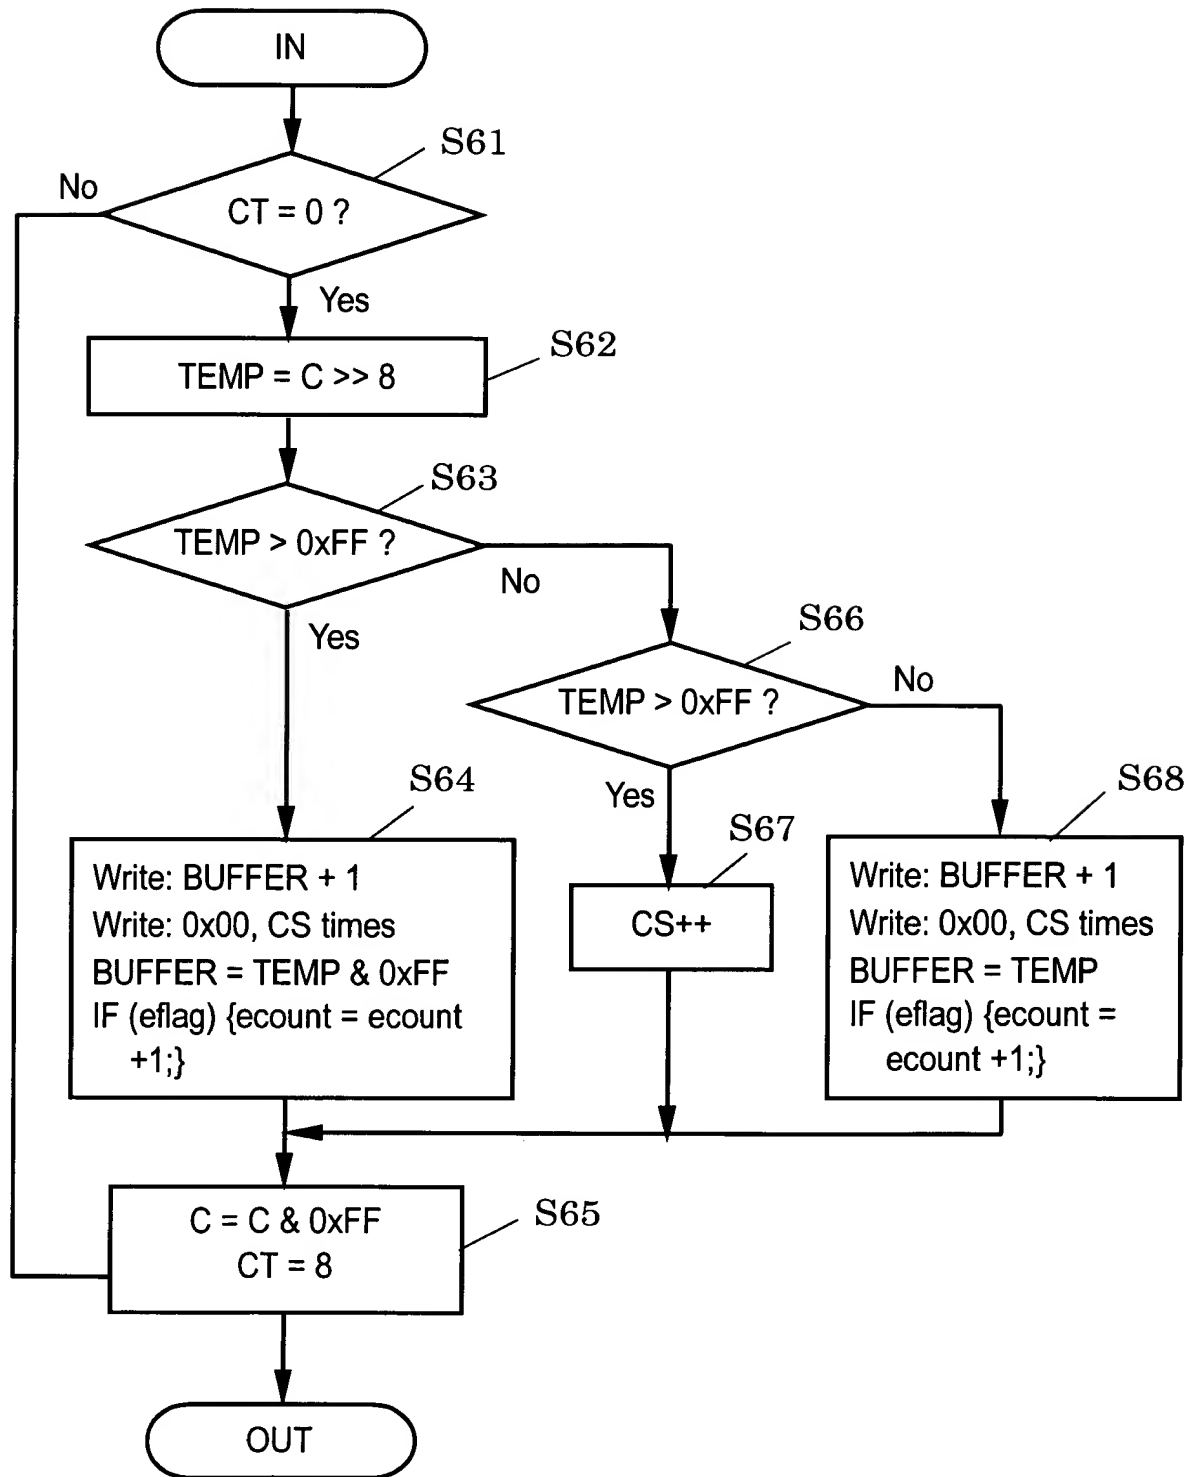 IN
S61
No
CT = 0 ?
Yes
S62
TEMP = C >> 8
S63
TEMP > 0xFF ?
No
Yes
S66
TEMP > 0xFF ?
No
S64
Yes
S68
S67
Write: BUFFER + 1
Write: 0x00, CS times
BUFFER = TEMP & 0xFF
IF (eflag) {ecount = ecount
+1;}
CS++
Write: BUFFER + 1
Write: 0x00, CS times
BUFFER = TEMP
IF (eflag) {ecount =
ecount +1;}
C = C & 0xFF
CT = 8
S65
OUT